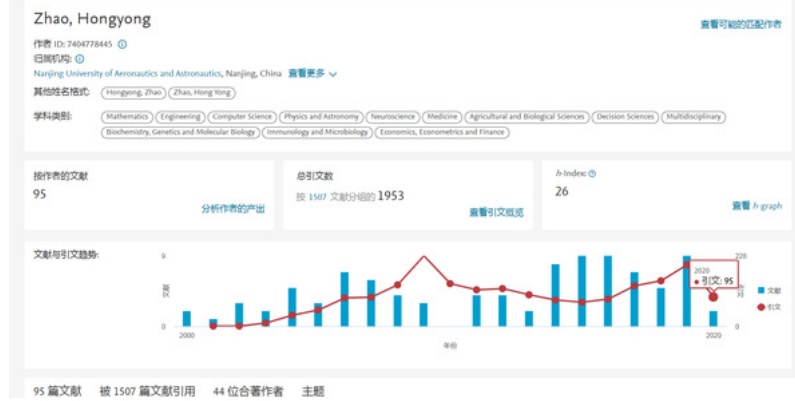 Zhao, Hongyong
查看可能的匹配作者
作者 ID: 7404778445
归属机构:
Nanjing University of Aeronautics and Astronautics, Nanjing, China 查看更多
其他姓名格式: Hongyong, Zhao Zhao, Hong Yong
学科类别: Mathematics Engineering Computer Science Physics and Astronomy Neuroscience Medicine Agricultural and Biological Sciences Decision Sciences Multidisciplinary
Biochemistry, Genetics and Molecular Biology Immunology and Microbiology Economics, Econometrics and Finance
按作者的文献
95
分析作者的产出
总引文数
按 1507 文献分组的 1953
查看引文概览
h-Index:
26
查看 h-graph
文献与引文趋势:
9
228
文献
引文
0
0
2000
2020
年份
2020
引文: 95
文献
引文
95 篇文献 被 1507 篇文献引用 44 位合著作者 主题